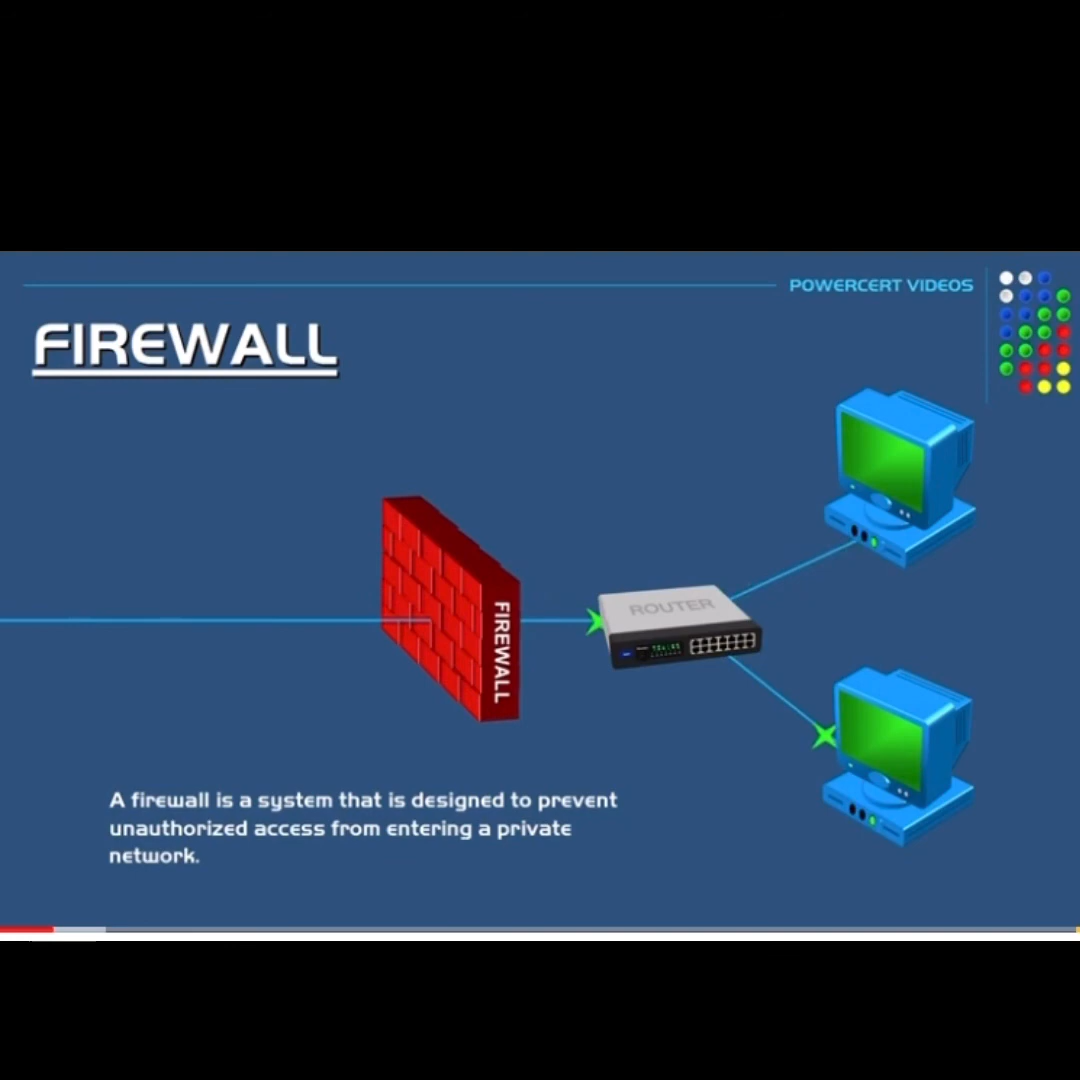 POWERCERT VIDEOS
FIREWALL
FIREWALL
ROUTER
A firewall is a system that is designed to prevent
unauthorized access from entering a private
network.